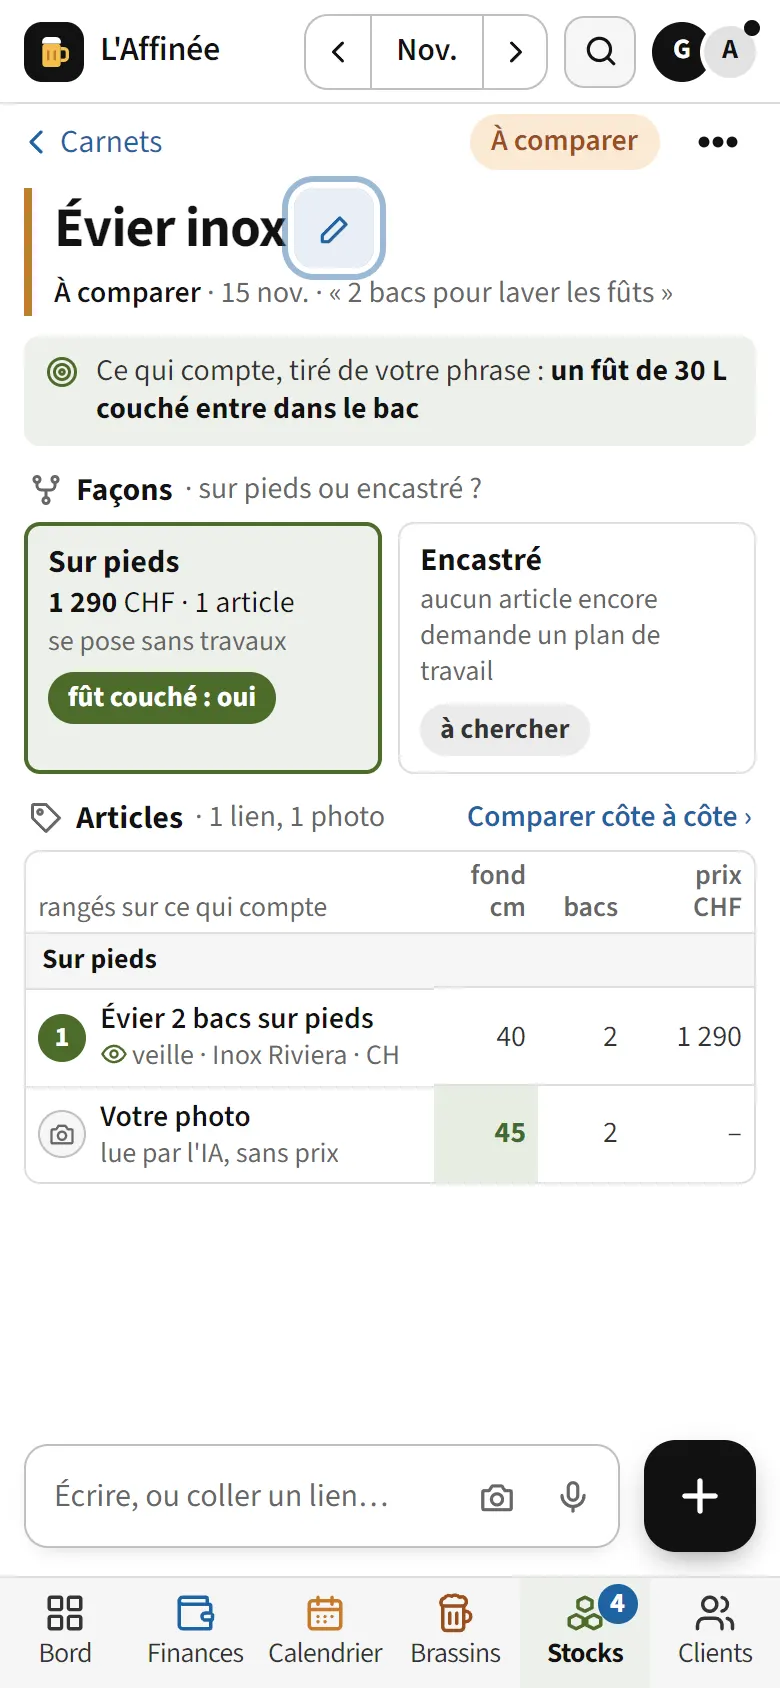 L'Affinée
Nov.
G
A
Carnets
À comparer
Évier inox
À comparer · 15 nov. · « 2 bacs pour laver les fûts »
Ce qui compte, tiré de votre phrase : un fût de 30 L
couché entre dans le bac
Façons · sur pieds ou encastré ?
Sur pieds
1 290 CHF · 1 article
se pose sans travaux
fût couché : oui
Encastré
aucun article encore
demande un plan de
travail
à chercher
Articles · 1 lien, 1 photo
Comparer côte à côte ›
rangés sur ce qui compte
fond
cm
bacs
prix
CHF
Sur pieds
1
Évier 2 bacs sur pieds
veille · Inox Riviera · CH
40
2
1 290
Votre photo
lue par l'IA, sans prix
45
2
–
Écrire, ou coller un lien…
Bord
Finances
Calendrier
Brassins
4
Stocks
Clients